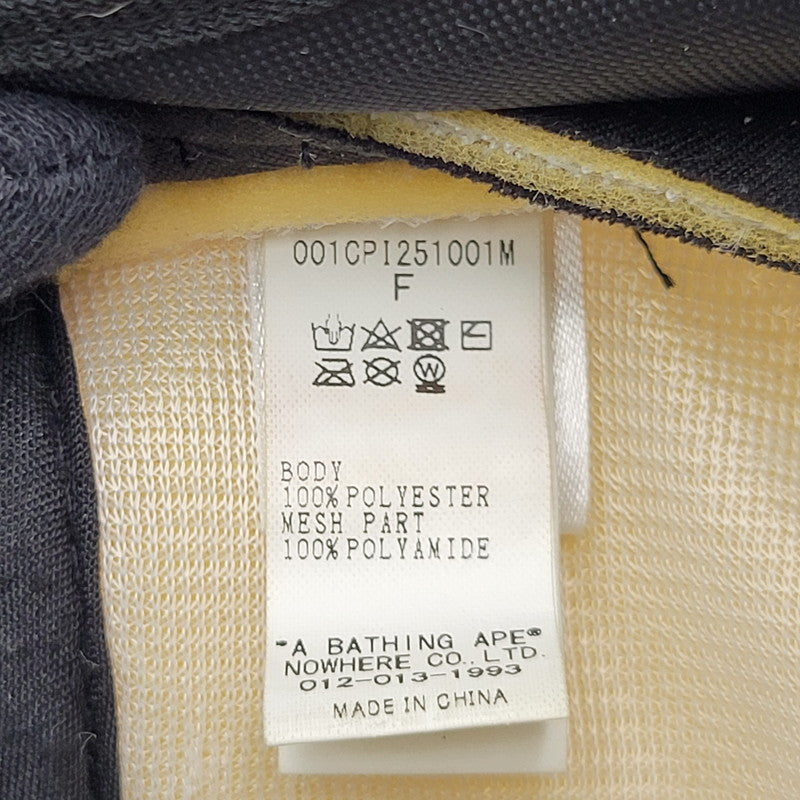 001CPI251001M
F
W
BODY
100%POLYESTER
MESH PART
100%POLYAMIDE
"A BATHING APE®
NOWHERE CO., LTD.
012-013-1993
MADE IN CHINA